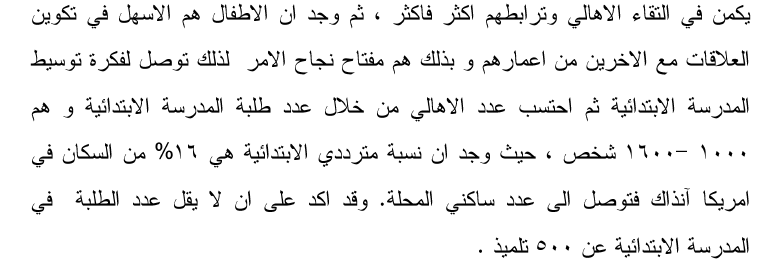 يكمن في التقاء الاهالي وترابطهم اكثر فاكثر ، ثم وجد ان الاطفال هم الاسهل في تكوين
العلاقات مع الاخرين من اعمارهم و بذلك هم مفتاح نجاح الامر لذلك توصل لفكرة توسيط
المدرسة الابتدائية ثم احتسب عدد الاهالي من خلال عدد طلبة المدرسة الابتدائية و هم
١٠٠٠ -١٦٠٠ شخص ، حيث وجد ان نسبة مترددي الابتدائية هي ١٦% من السكان في
امريكا آنذاك فتوصل الى عدد ساكني المحلة. وقد اكد على ان لا يقل عدد الطلبة في
المدرسة الابتدائية عن ٥٠٠ تلميذ .